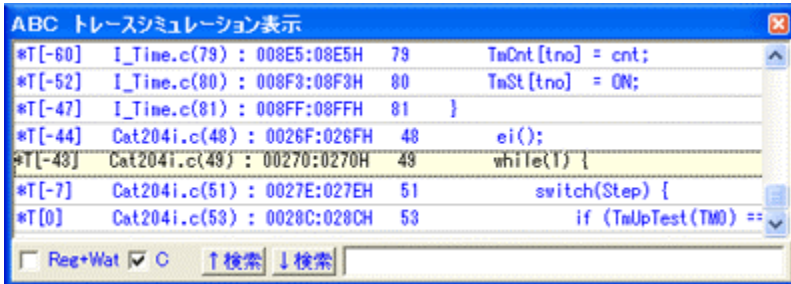 ABC トレースシミュレーション表示
*T[-60] I_Time.c(79) : 008E5:08E5H 79 TmCnt[tno] = cnt;
*T[-52] I_Time.c(80) : 008F3:08F3H 80 TmSt[tno] = ON;
*T[-47] I_Time.c(81) : 008FF:08FFH 81 }
*T[-44] Cat204i.c(48) : 0026F:026FH 48 ei();
*T[-43] Cat204i.c(49) : 00270:0270H 49 while(1) {
*T[-7] Cat204i.c(51) : 0027E:027EH 51 switch(Step) {
*T[0] Cat204i.c(53) : 0028C:028CH 53 if (TmUpTest(TM0) ==
Reg+Wat C ↑検索 ↓検索